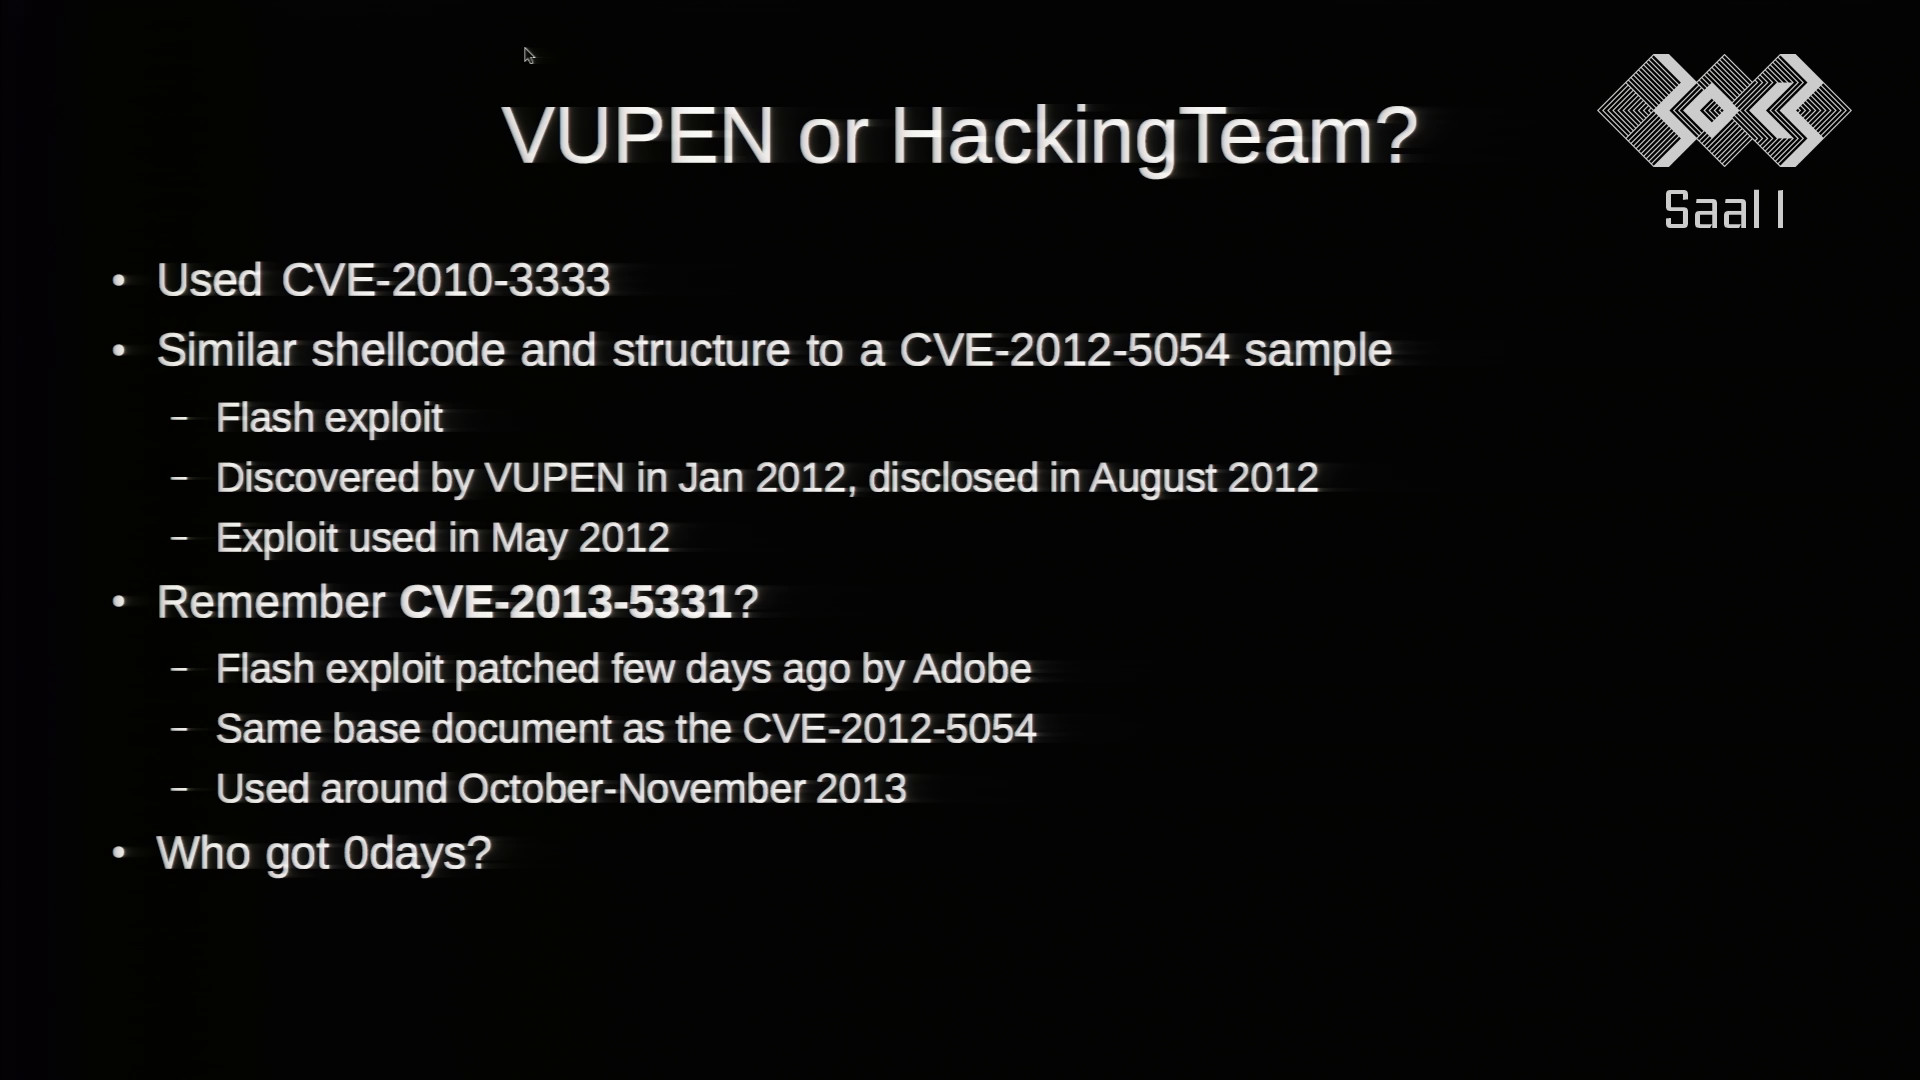 VUPEN or HackingTeam?
Saal 1
• Used CVE-2010-3333
• Similar shellcode and structure to a CVE-2012-5054 sample
– Flash exploit
– Discovered by VUPEN in Jan 2012, disclosed in August 2012
– Exploit used in May 2012
• Remember CVE-2013-5331?
– Flash exploit patched few days ago by Adobe
– Same base document as the CVE-2012-5054
– Used around October-November 2013
• Who got 0days?